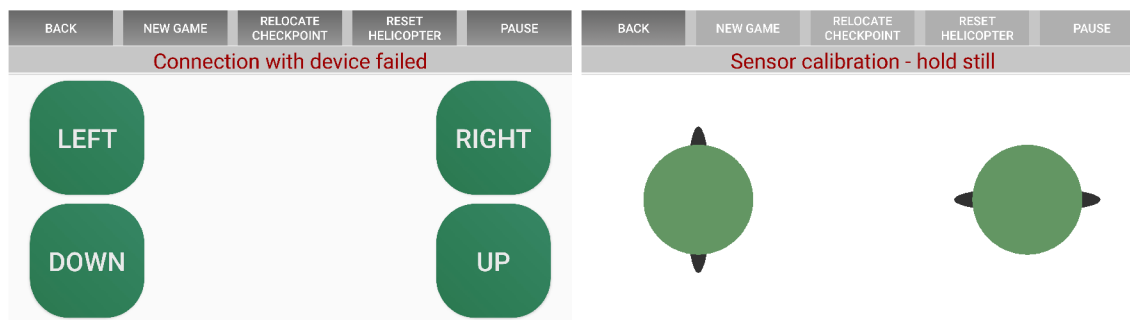 BACK
NEW GAME
RELOCATE
CHECKPOINT
RESET
HELICOPTER
PAUSE
Connection with device failed
LEFT
RIGHT
DOWN
UP
BACK
NEW GAME
RELOCATE
CHECKPOINT
RESET
HELICOPTER
PAUSE
Sensor calibration - hold still